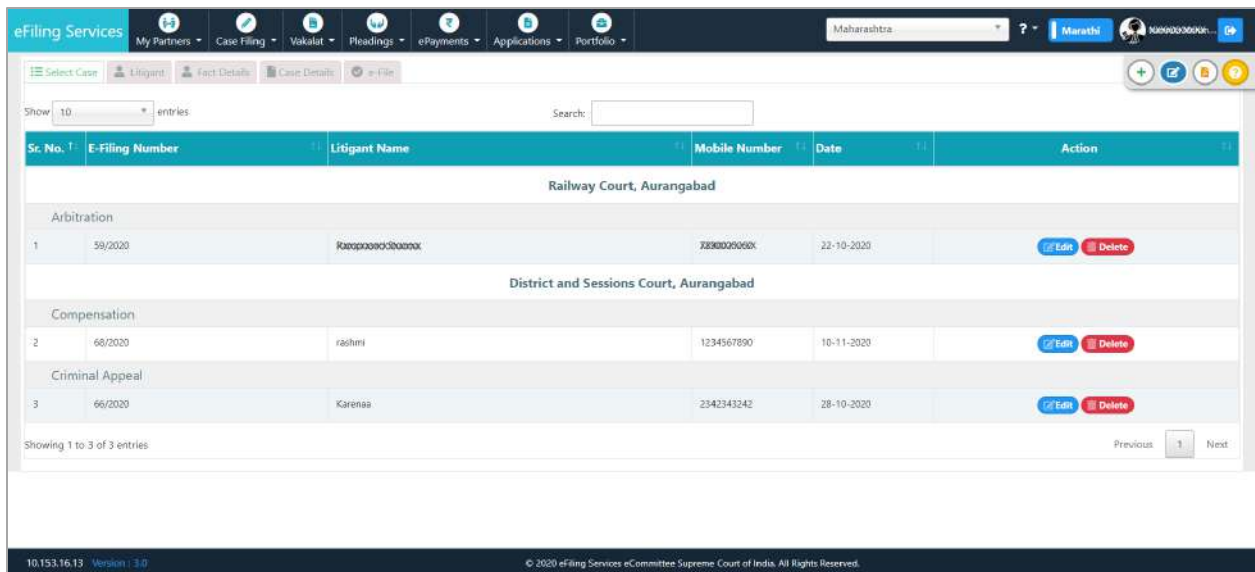 eFiling Services My Partners Case Filing Vakalat Pleadings ePayments Applications Portfolio Maharashtra ? Marathi
Select Case Litigant Fact Details Case Details e-File
Show 10 entries Search:
Sr. No. E-Filing Number Litigant Name Mobile Number Date Action
Railway Court, Aurangabad
Arbitration
1 59/2020 22-10-2020 Edit Delete
District and Sessions Court, Aurangabad
Compensation
2 68/2020 rashmi 1234567890 10-11-2020 Edit Delete
Criminal Appeal
3 66/2020 Karenaa 2342343242 28-10-2020 Edit Delete
Showing 1 to 3 of 3 entries Previous 1 Next
10.153.16.13 Version : 3.0 © 2020 eFiling Services eCommittee Supreme Court of India. All Rights Reserved.